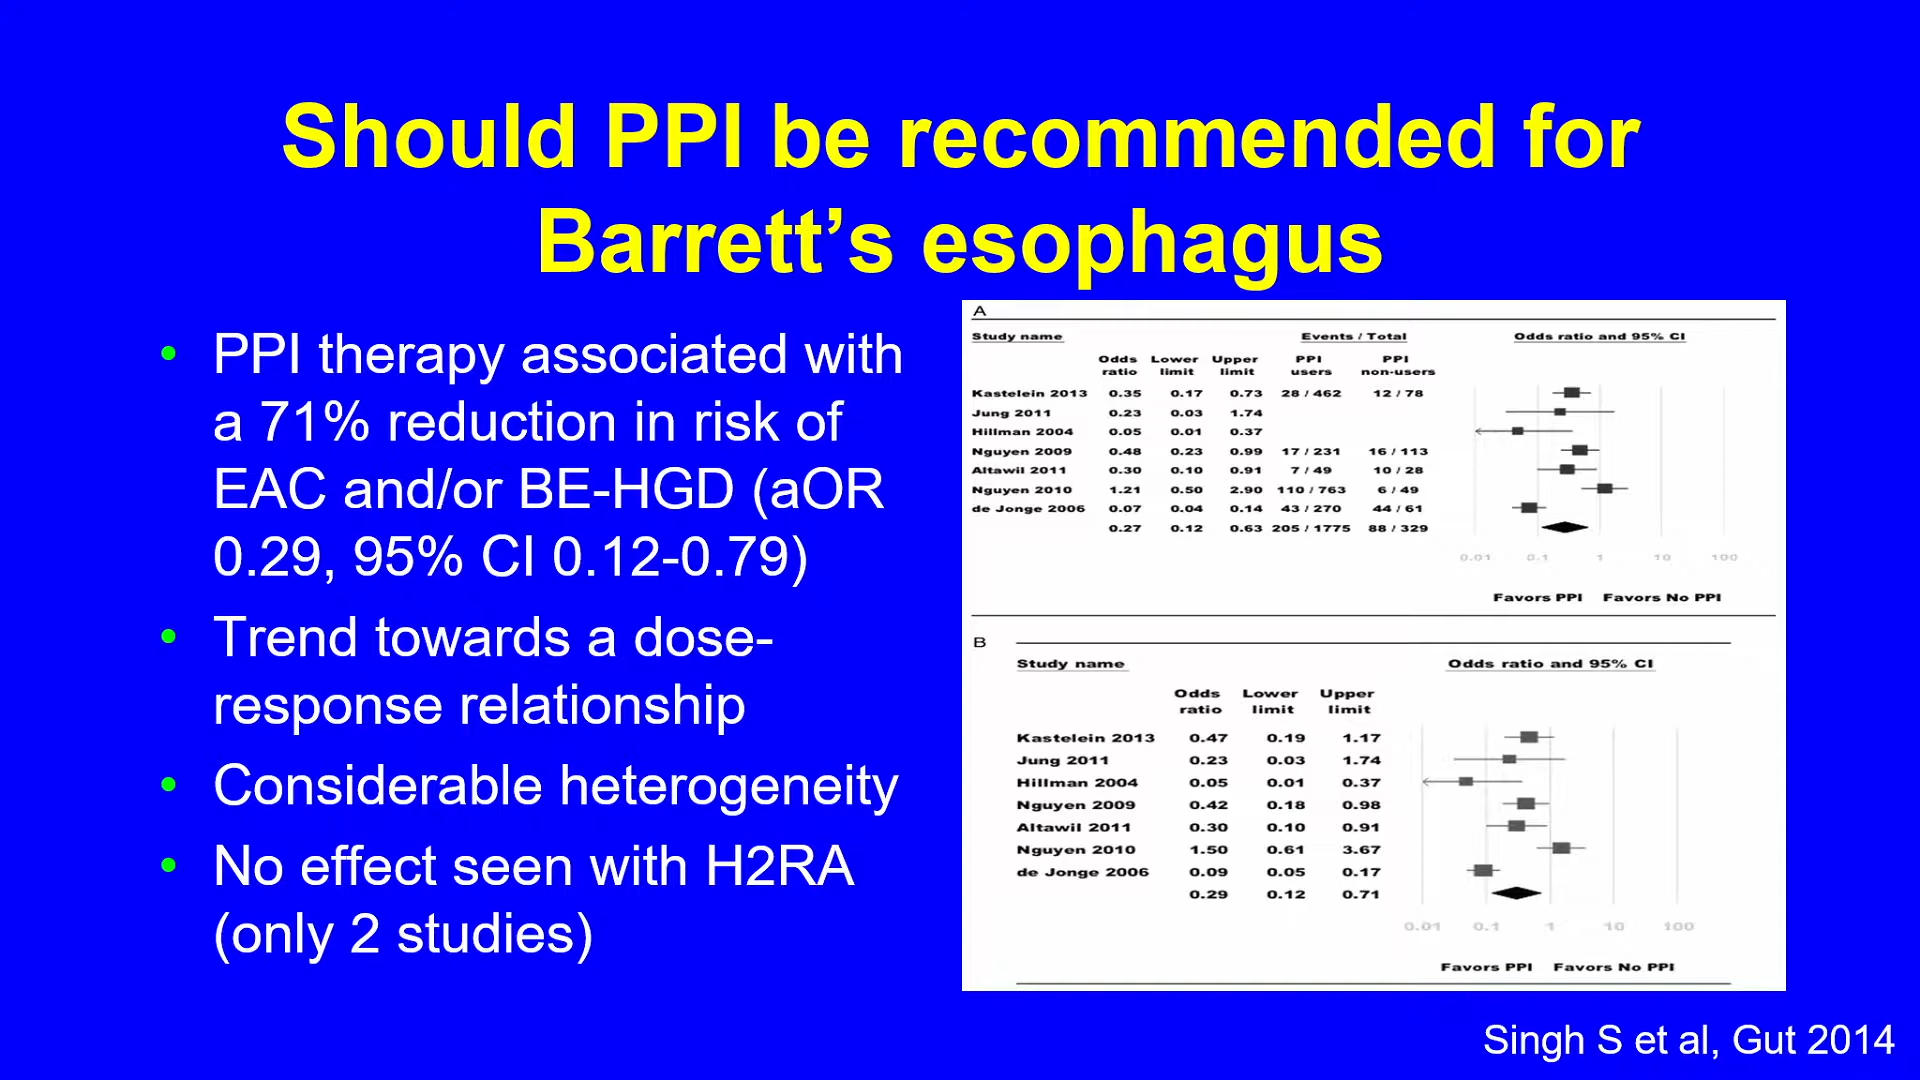 Should PPI be recommended for
Barrett's esophagus
• PPI therapy associated with
a 71% reduction in risk of
EAC and/or BE-HGD (aOR
0.29, 95% CI 0.12-0.79)
• Trend towards a dose-
response relationship
• Considerable heterogeneity
• No effect seen with H2RA
(only 2 studies)
A
Study name Events / Total Odds ratio and 95% CI
Odds Lower Upper PPI PPI
ratio limit limit users non-users
Kastelein 2013 0.35 0.17 0.73 28 / 462 12 / 78
Jung 2011 0.23 0.03 1.74
Hillman 2004 0.05 0.01 0.37
Nguyen 2009 0.48 0.23 0.99 17 / 231 16 / 113
Altawil 2011 0.30 0.10 0.91 7 / 49 10 / 28
Nguyen 2010 1.21 0.50 2.90 110 / 763 6 / 49
de Jonge 2006 0.07 0.04 0.14 43 / 270 44 / 61
0.27 0.12 0.63 205 / 1775 88 / 329
0.01 0.1 1 10 100
Favors PPI Favors No PPI
B
Study name Odds ratio and 95% CI
Odds Lower Upper
ratio limit limit
Kastelein 2013 0.47 0.19 1.17
Jung 2011 0.23 0.03 1.74
Hillman 2004 0.05 0.01 0.37
Nguyen 2009 0.42 0.18 0.98
Altawil 2011 0.30 0.10 0.91
Nguyen 2010 1.50 0.61 3.67
de Jonge 2006 0.09 0.05 0.17
0.29 0.12 0.71
0.01 0.1 1 10 100
Favors PPI Favors No PPI
Singh S et al, Gut 2014